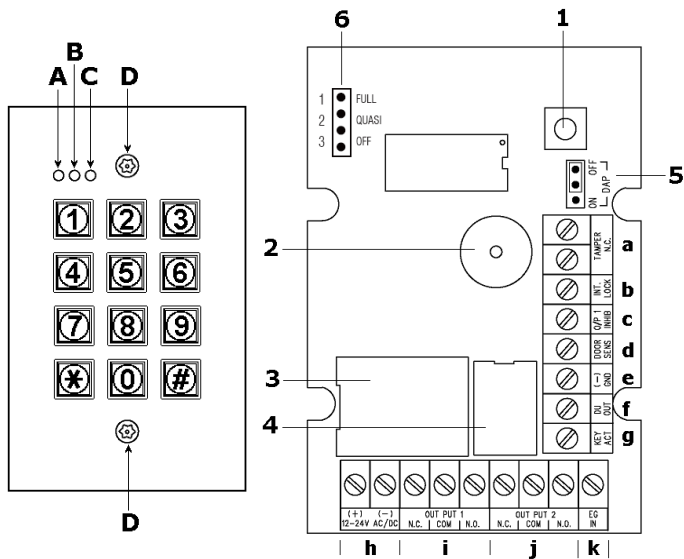 A B C D
1 2 3
4 5 6
7 8 9
* 0 #
D
6 1
1 FULL
2 QUASI
3 OFF
OFF
DAP
ON
5
2
TAMPER N.C. a
INT. LOCK b
O/P 1 INHIB c
DOOR SENS d
(−) GND e
DU OUT f
KEY ACT g
3
4
(+) (−) OUT PUT 1 OUT PUT 2 EG
12-24V AC/DC N.C. COM N.O. N.C. COM N.O. IN
h i j k